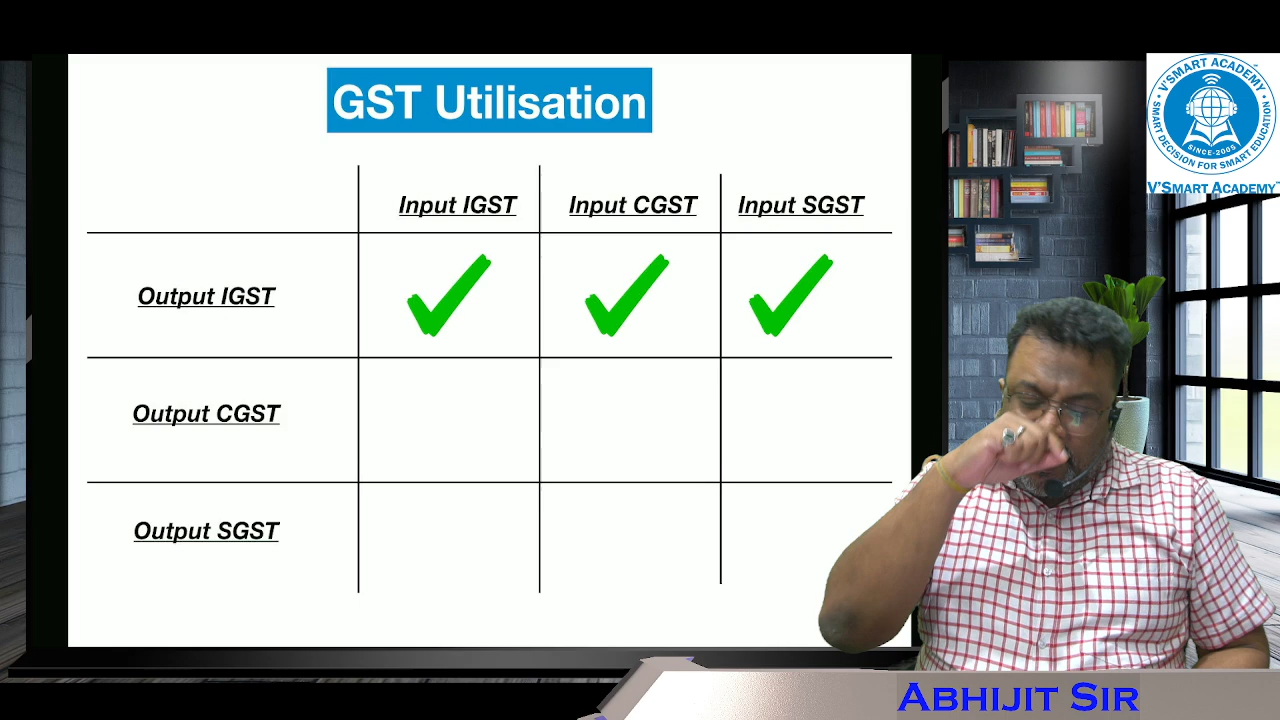 GST Utilisation
Input IGST Input CGST Input SGST
Output IGST
Output CGST
Output SGST
V'SMART ACADEMY
SMART DECISION FOR SMART EDUCATION
SINCE-2005
V'SMART ACADEMY
ABHIJIT SIR